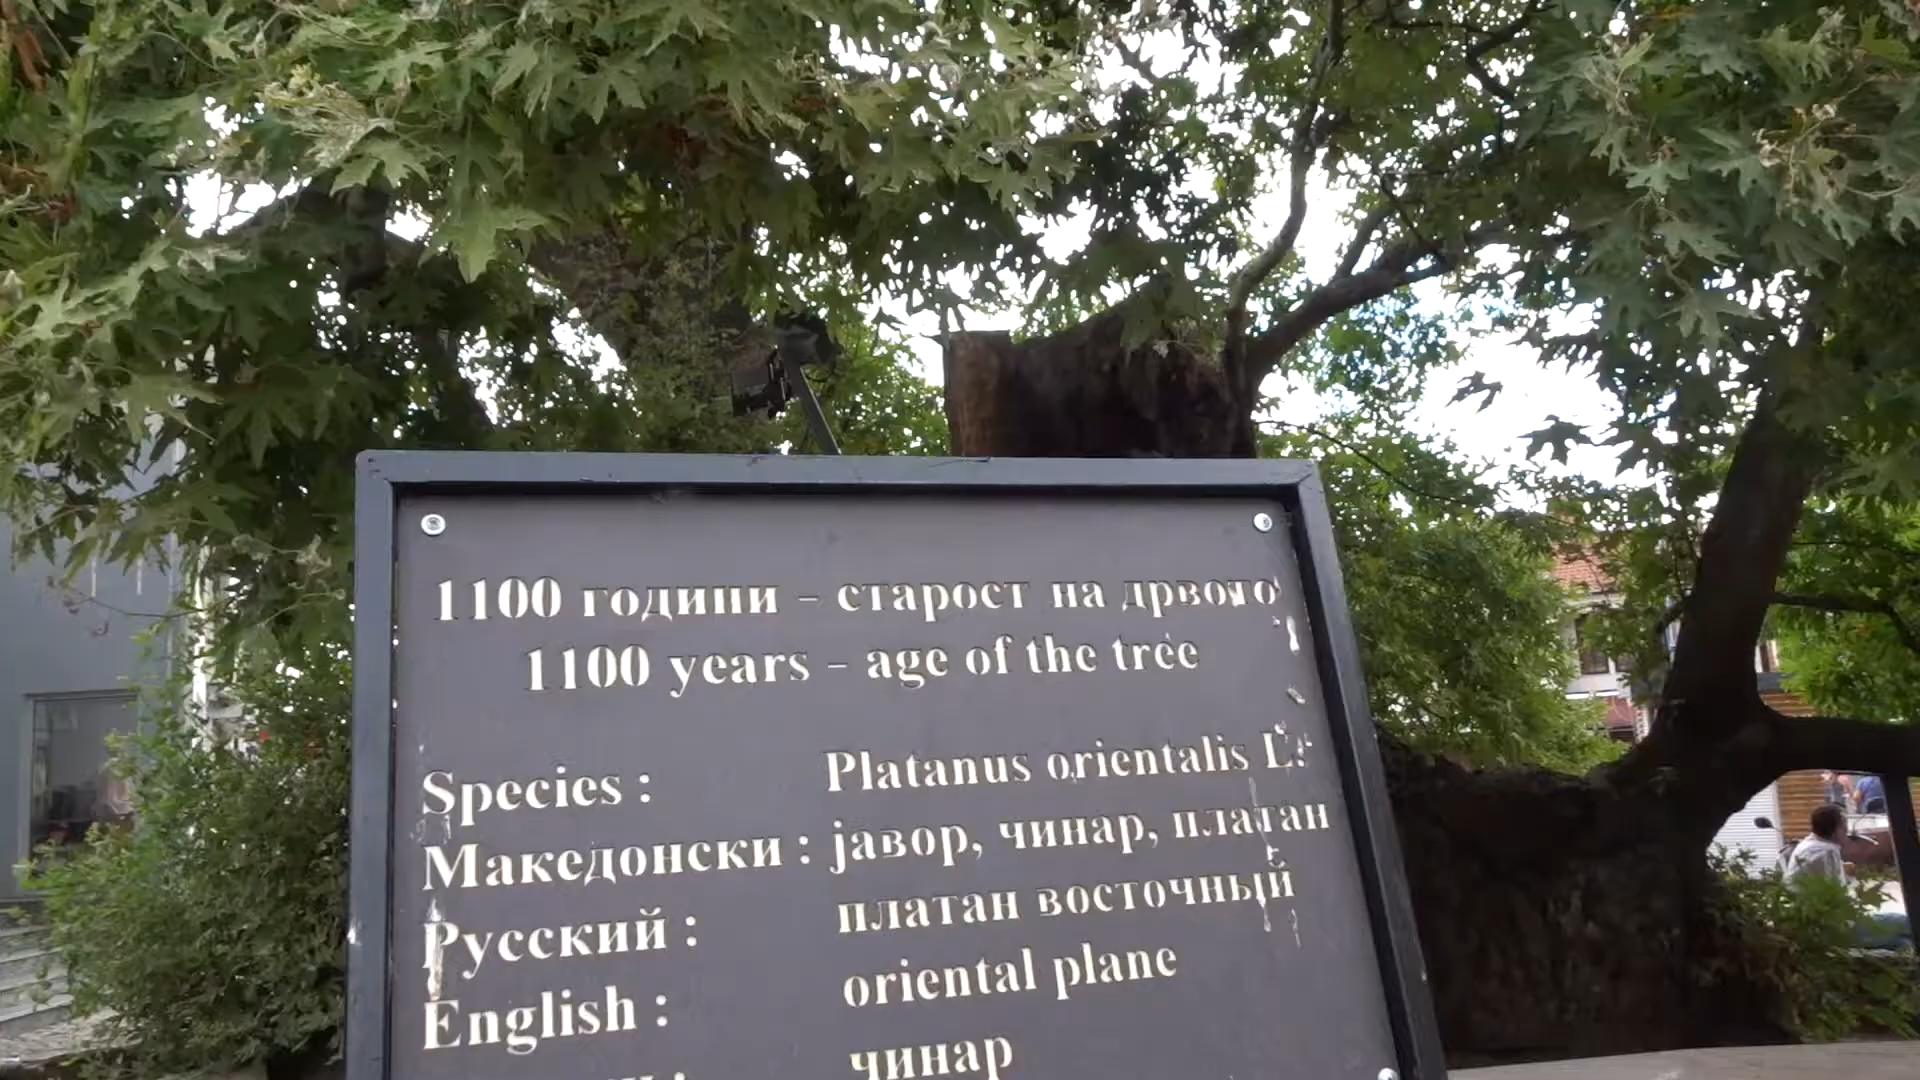 1100 години - старост на дрвото
1100 years - age of the tree
Species : Platanus orientalis L.
Македонски : јавор, чинар, платан
Русский : платан восточный
English : oriental plane
чинар